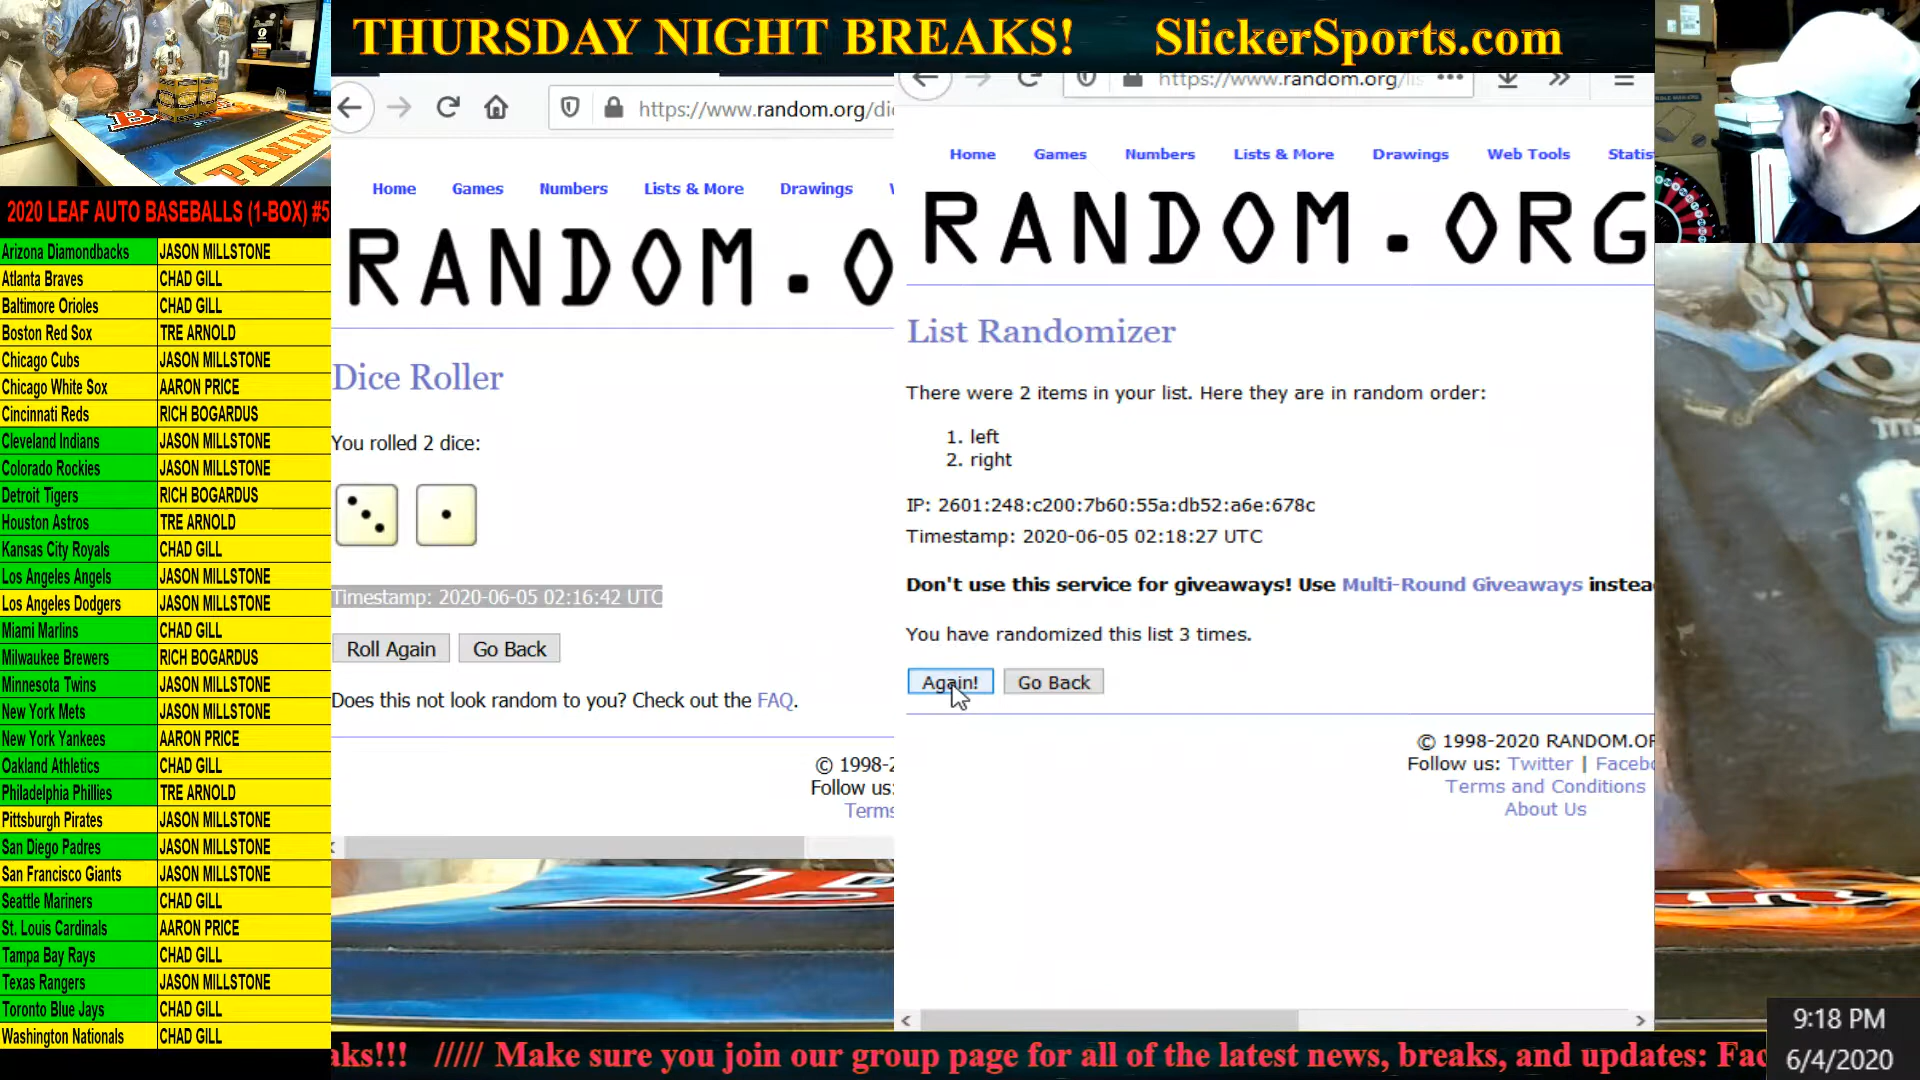 THURSDAY NIGHT BREAKS! SlickerSports.com
2020 LEAF AUTO BASEBALLS (1-BOX) #5
Arizona Diamondbacks JASON MILLSTONE
Atlanta Braves CHAD GILL
Baltimore Orioles CHAD GILL
Boston Red Sox TRE ARNOLD
Chicago Cubs JASON MILLSTONE
Chicago White Sox AARON PRICE
Cincinnati Reds RICH BOGARDUS
Cleveland Indians JASON MILLSTONE
Colorado Rockies JASON MILLSTONE
Detroit Tigers RICH BOGARDUS
Houston Astros TRE ARNOLD
Kansas City Royals CHAD GILL
Los Angeles Angels JASON MILLSTONE
Los Angeles Dodgers JASON MILLSTONE
Miami Marlins CHAD GILL
Milwaukee Brewers RICH BOGARDUS
Minnesota Twins JASON MILLSTONE
New York Mets JASON MILLSTONE
New York Yankees AARON PRICE
Oakland Athletics CHAD GILL
Philadelphia Phillies TRE ARNOLD
Pittsburgh Pirates JASON MILLSTONE
San Diego Padres JASON MILLSTONE
San Francisco Giants JASON MILLSTONE
Seattle Mariners CHAD GILL
St. Louis Cardinals AARON PRICE
Tampa Bay Rays CHAD GILL
Texas Rangers JASON MILLSTONE
Toronto Blue Jays CHAD GILL
Washington Nationals CHAD GILL
PANINI
https://www.random.org/di
Home Games Numbers Lists & More Drawings
RANDOM.O
Dice Roller
You rolled 2 dice:
Timestamp: 2020-06-05 02:16:42 UTC
Roll Again Go Back
Does this not look random to you? Check out the FAQ.
© 1998-2
Follow us:
Terms
https://www.random.org/lis
Home Games Numbers Lists & More Drawings Web Tools Statis
RANDOM.ORG
List Randomizer
There were 2 items in your list. Here they are in random order:
1. left
2. right
IP: 2601:248:c200:7b60:55a:db52:a6e:678c
Timestamp: 2020-06-05 02:18:27 UTC
Don't use this service for giveaways! Use Multi-Round Giveaways instea
You have randomized this list 3 times.
Again! Go Back
© 1998-2020 RANDOM.OR
Follow us: Twitter | Facebo
Terms and Conditions
About Us
aks!!! ///// Make sure you join our group page for all of the latest news, breaks, and updates: Fac
9:18 PM
6/4/2020